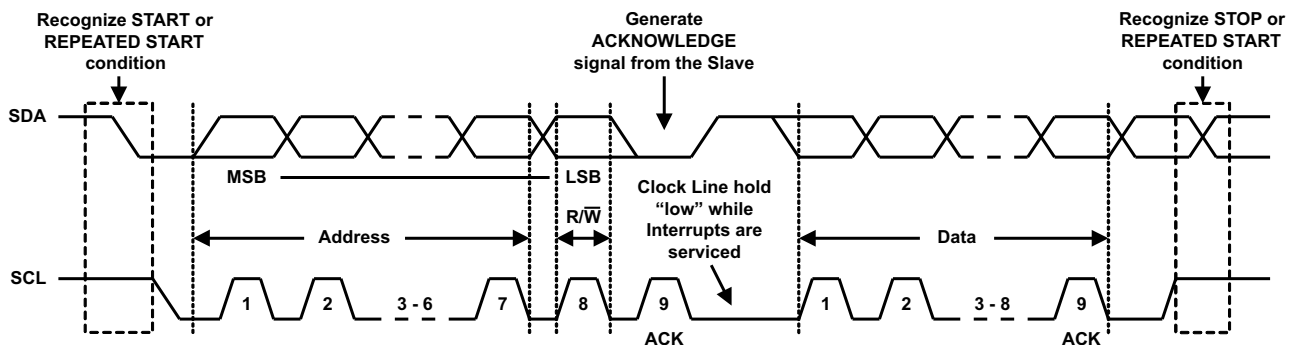 Recognize START or
REPEATED START
condition
Generate
ACKNOWLEDGE
signal from the Slave
Recognize STOP or
REPEATED START
condition
SDA
MSB
LSB
Clock Line hold
“low” while
Interrupts are
serviced
R/W̅
Address
Data
SCL
1
2
3 - 6
7
8
9
1
2
3 - 8
9
ACK
ACK